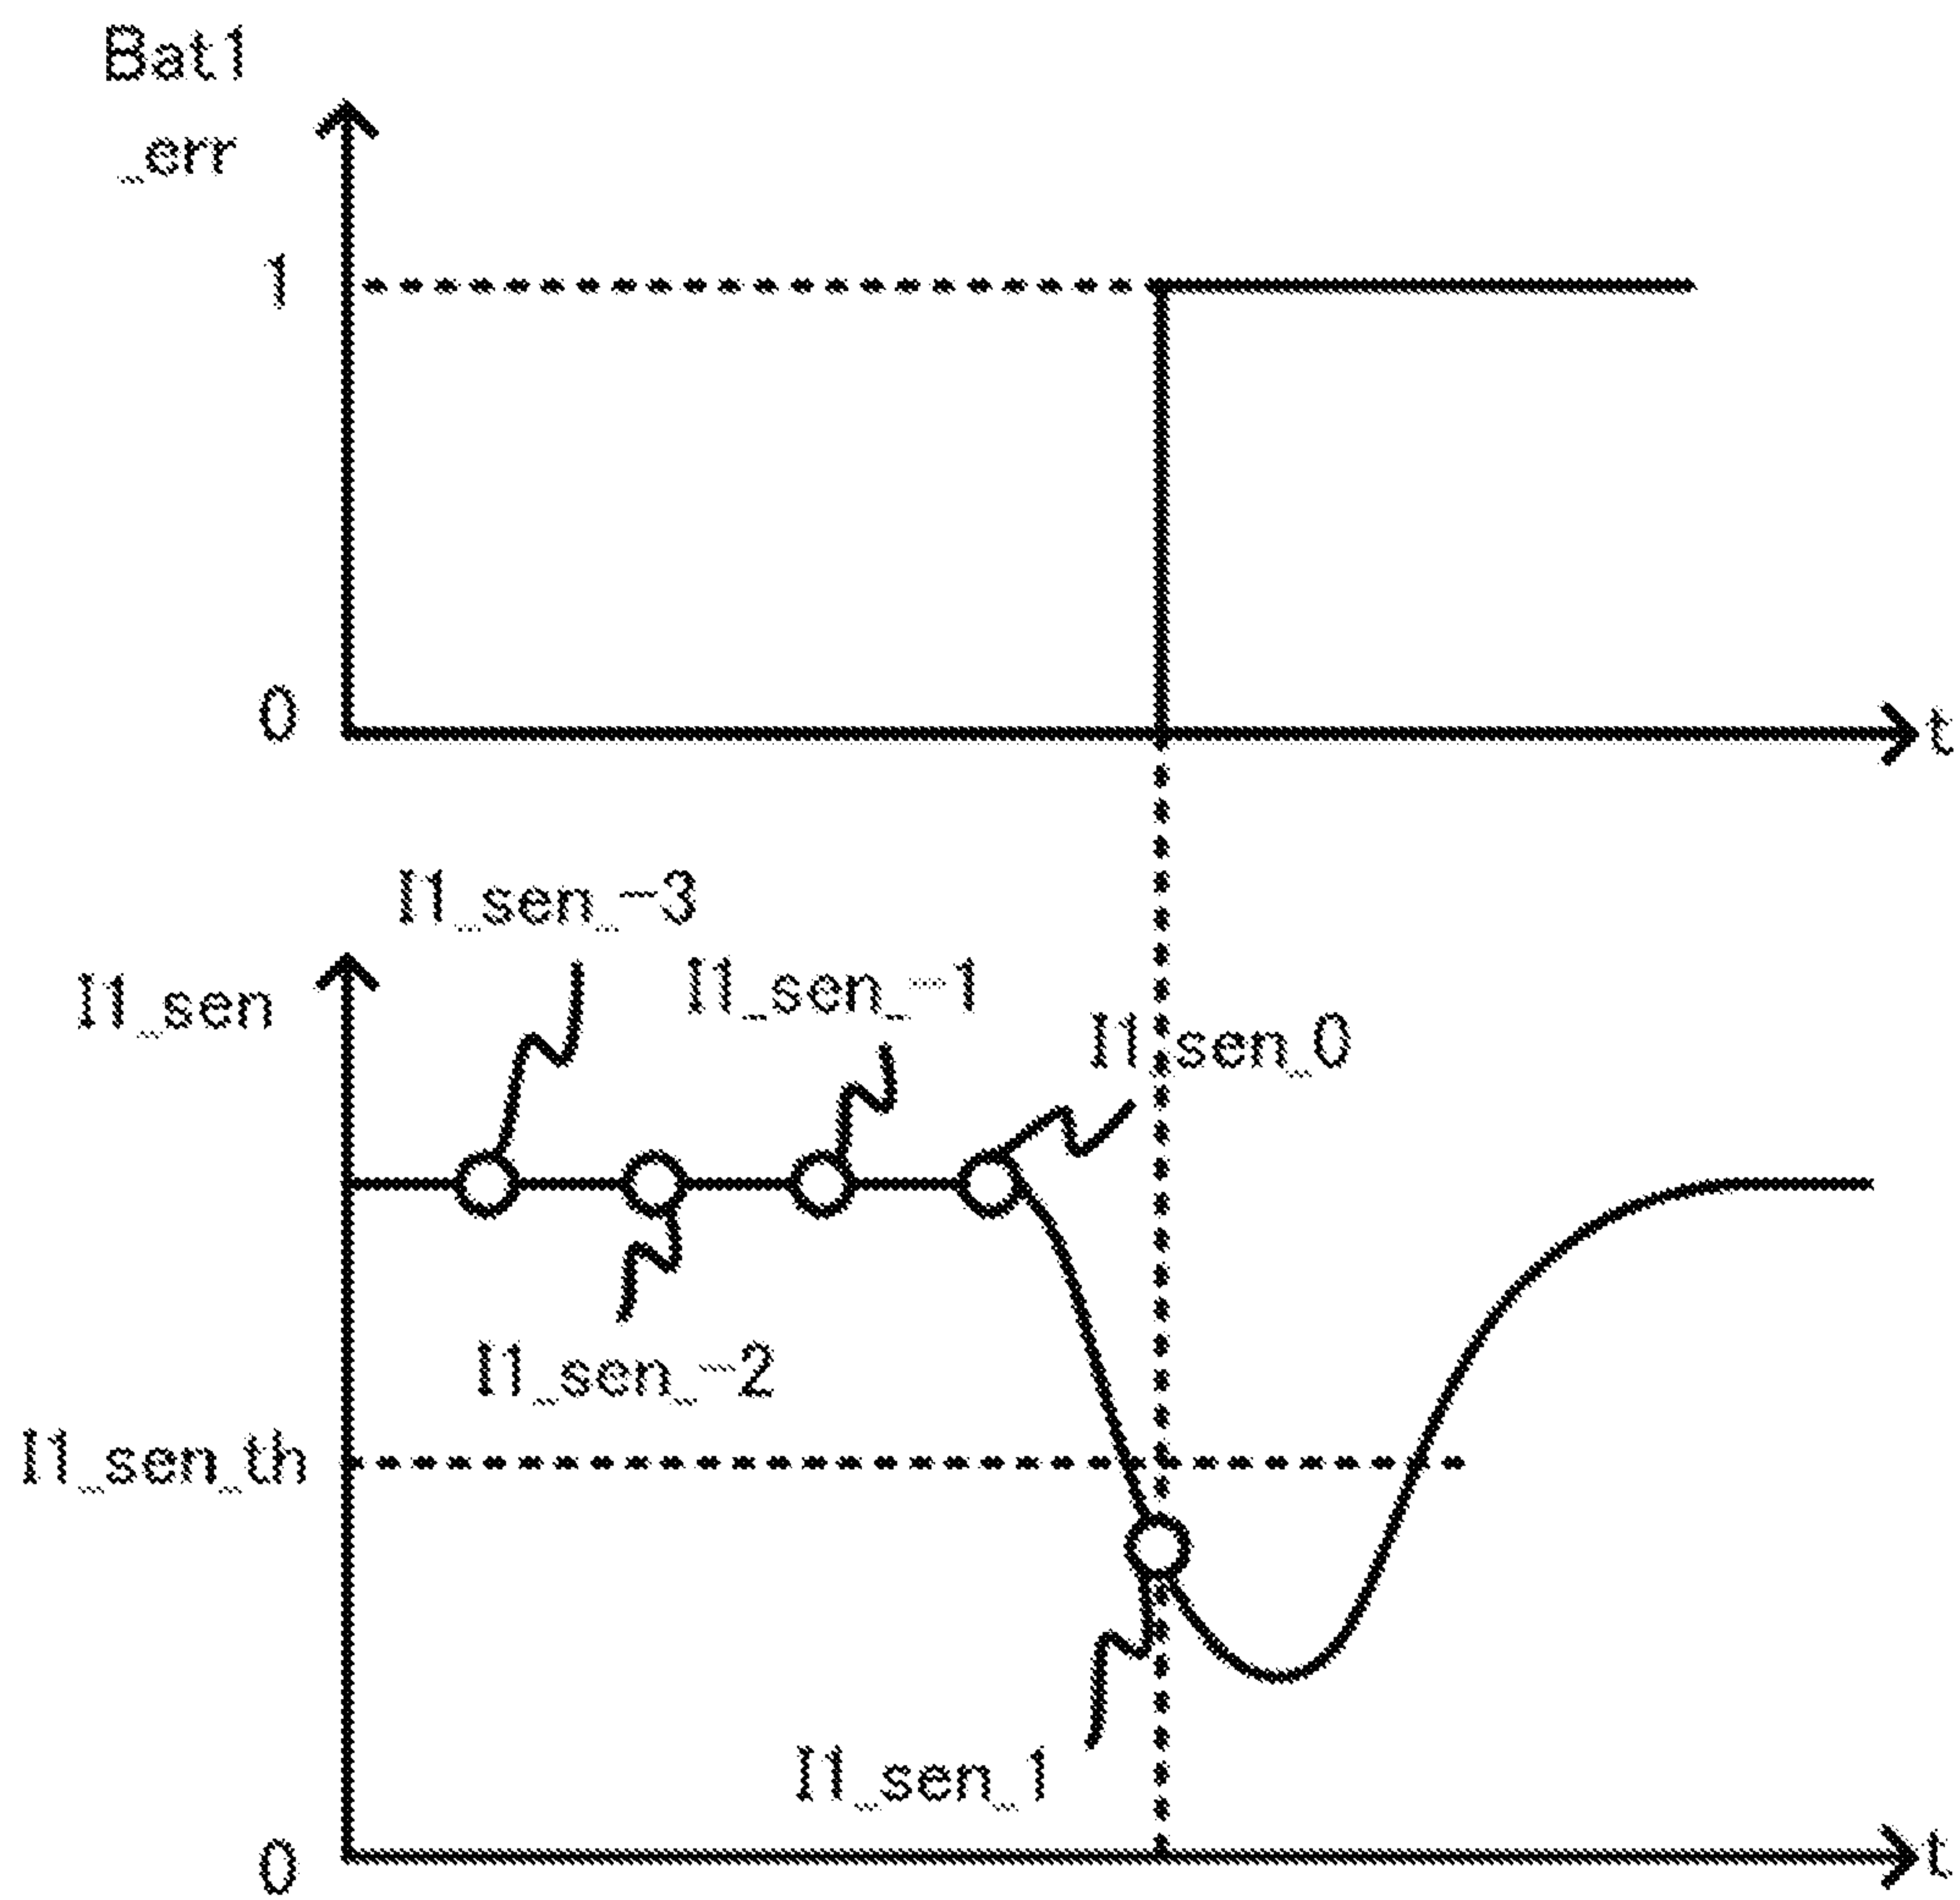 Bat1
_err
1
0
t
I1_sen_-3
I1_sen
I1_sen_-1
I1_sen_0
I1_sen_-2
I1_sen_th
I1_sen_1
0
t